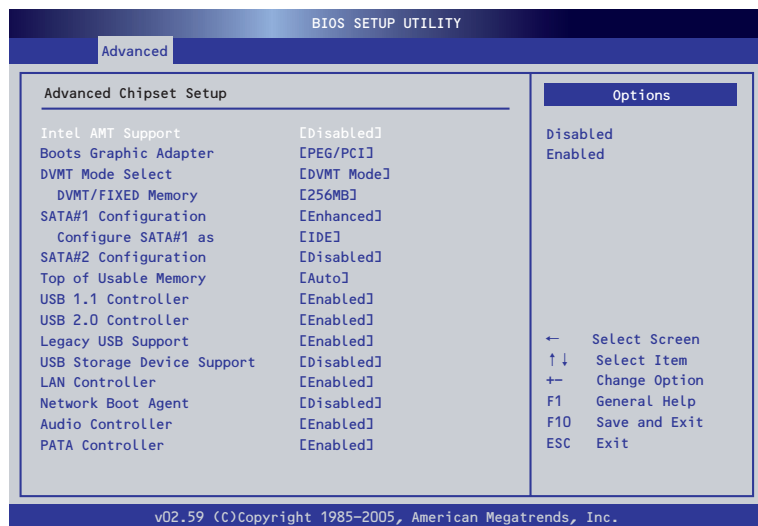 BIOS SETUP UTILITY
Advanced
Advanced Chipset Setup
Intel AMT Support [Disabled]
Boots Graphic Adapter [PEG/PCI]
DVMT Mode Select [DVMT Mode]
DVMT/FIXED Memory [256MB]
SATA#1 Configuration [Enhanced]
Configure SATA#1 as [IDE]
SATA#2 Configuration [Disabled]
Top of Usable Memory [Auto]
USB 1.1 Controller [Enabled]
USB 2.0 Controller [Enabled]
Legacy USB Support [Enabled]
USB Storage Device Support [Disabled]
LAN Controller [Enabled]
Network Boot Agent [Disabled]
Audio Controller [Enabled]
PATA Controller [Enabled]
Options
Disabled
Enabled
← Select Screen
↑↓ Select Item
+- Change Option
F1 General Help
F10 Save and Exit
ESC Exit
v02.59 (C)Copyright 1985-2005, American Megatrends, Inc.